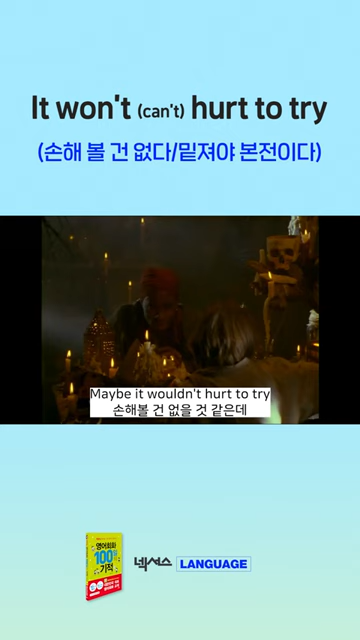 It won't (can't) hurt to try
(손해 볼 건 없다/밑져야 본전이다)
Maybe it wouldn't hurt to try
손해볼 건 없을 것 같은데
영어회화
100일의
기적
넥서스 LANGUAGE